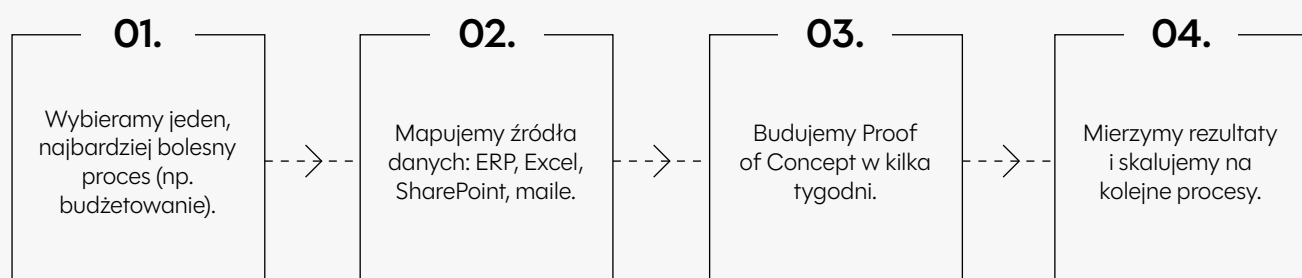 01.
Wybieramy jeden,
najbardziej bolesny
proces (np.
budżetowanie).
02.
Mapujemy źródła
danych: ERP, Excel,
SharePoint, maile.
03.
Budujemy Proof
of Concept w kilka
tygodni.
04.
Mierzymy rezultaty
i skalujemy na
kolejne procesy.